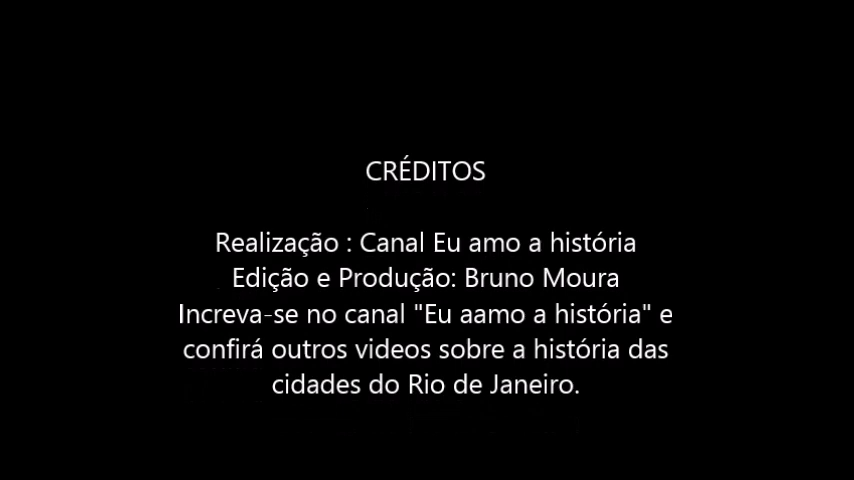 CRÉDITOS
Realização : Canal Eu amo a história
Edição e Produção: Bruno Moura
Increva-se no canal "Eu aamo a história" e
confirá outros videos sobre a história das
cidades do Rio de Janeiro.